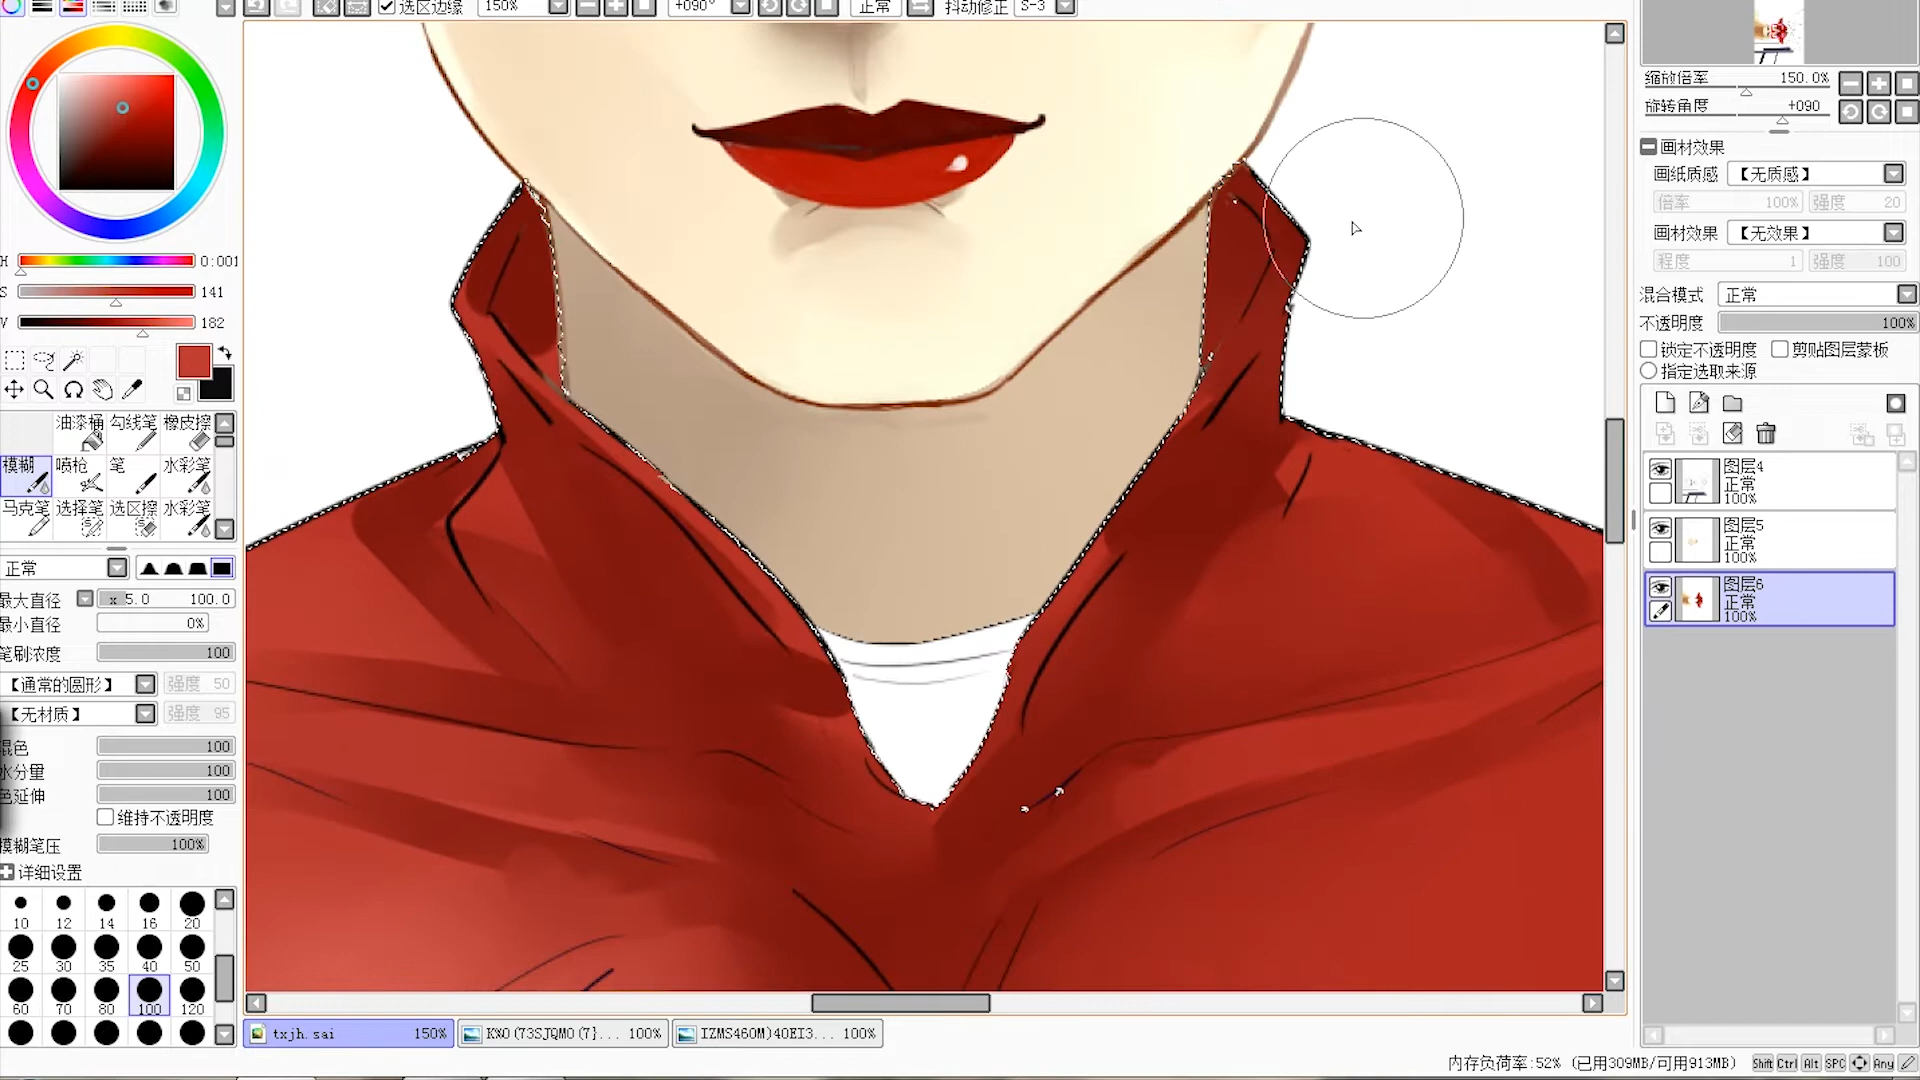 选区边缘 150% +090° 正常 抖动修正 S-3
H 0:001
S 141
V 182
油漆桶 勾线笔 橡皮擦
模糊 喷枪 笔 水彩笔
马克笔 选择笔 选区擦 水彩笔
正常
最大直径 x 5.0 100.0
最小直径 0%
笔刷浓度 100
【通常的圆形】 强度 50
【无材质】 强度 95
混色 100
水分量 100
色延伸 100
维持不透明度
模糊笔压 100%
详细设置
10 12 14 16 20
25 30 35 40 50
60 70 80 100 120
txjh.sai 150% K%O(73SJQMO(7}... 100% IZMS460M)40EI3... 100%
缩放倍率 150.0%
旋转角度 +090
画材效果
画纸质感 【无质感】
倍率 100% 强度 20
画材效果 【无效果】
程度 1 强度 100
混合模式 正常
不透明度 100%
锁定不透明度 剪贴图层蒙板
指定选取来源
图层4
正常
100%
图层5
正常
100%
图层6
正常
100%
内存负荷率:52% (已用309MB/可用913MB) Shift Ctrl Alt SPC Any